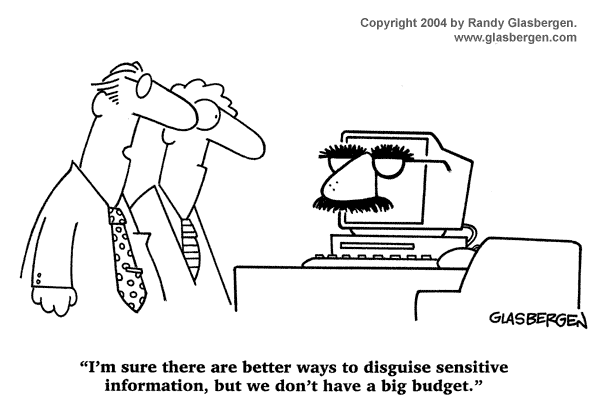 Copyright 2004 by Randy Glasbergen.
www.glasbergen.com
GLASBERGEN
“I’m sure there are better ways to disguise sensitive
information, but we don’t have a big budget.”